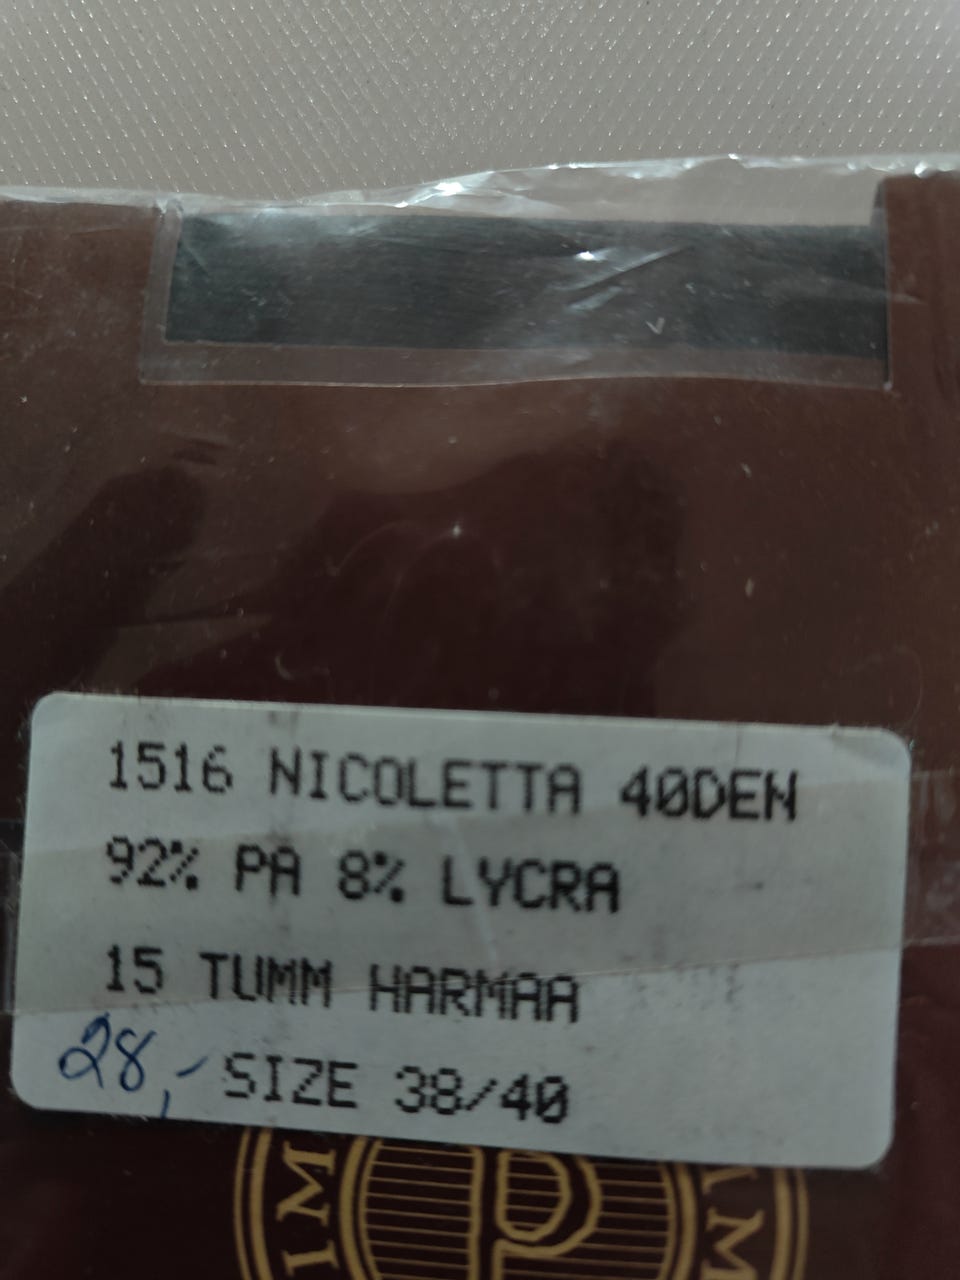 1516 NICOLETTA 40DEN
92% PA 8% LYCRA
15 TUMM HARMAA
28,- SIZE 38/40